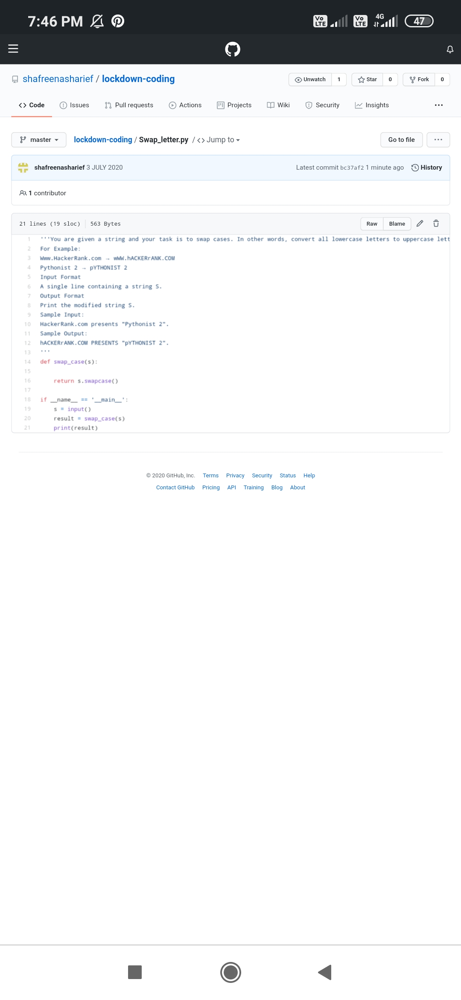 7:46 PM Vo LTE Vo LTE 4G 47
shafreenasharief / lockdown-coding Unwatch 1 Star 0 Fork 0
Code Issues Pull requests Actions Projects Wiki Security Insights ...
master lockdown-coding / Swap_letter.py / <> Jump to Go to file ...
shafreenasharief 3 JULY 2020 Latest commit bc37af2 1 minute ago History
1 contributor
21 lines (19 sloc) 563 Bytes Raw Blame
1 '''You are given a string and your task is to swap cases. In other words, convert all lowercase letters to uppercase lett
2 For Example:
3 Www.HackerRank.com → wWW.hACKERrANK.COM
4 Pythonist 2 → pYTHONIST 2
5 Input Format
6 A single line containing a string S.
7 Output Format
8 Print the modified string S.
9 Sample Input:
10 HackerRank.com presents "Pythonist 2".
11 Sample Output:
12 hACKERrANK.COM PRESENTS "pYTHONIST 2".
13 '''
14 def swap_case(s):
15
16     return s.swapcase()
17
18 if __name__ == '__main__':
19     s = input()
20     result = swap_case(s)
21     print(result)
© 2020 GitHub, Inc. Terms Privacy Security Status Help
Contact GitHub Pricing API Training Blog About